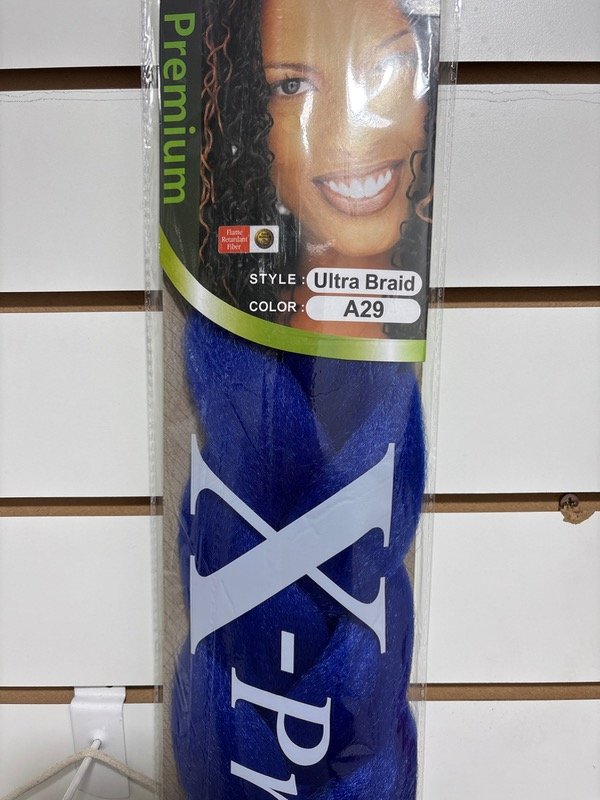 Premium
Flame
Retardant
Fiber
STYLE : Ultra Braid
COLOR : A29
X-P